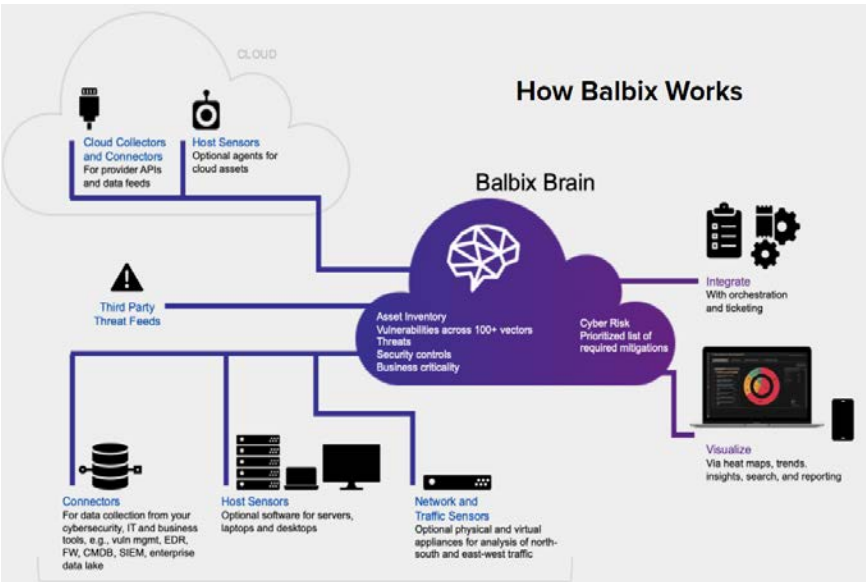 CLOUD
How Balbix Works
Cloud Collectors
and Connectors
For provider APIs
and data feeds
Host Sensors
Optional agents for
cloud assets
Balbix Brain
Third Party
Threat Feeds
Asset Inventory
Vulnerabilities across 100+ vectors
Threats
Security controls
Business criticality
Cyber Risk
Prioritized list of
required mitigations
Integrate
With orchestration
and ticketing
Visualize
Via heat maps, trends.
insights, search, and reporting
Connectors
For data collection from your
cybersecurity, IT and business
tools, e.g., vuln mgmt, EDR,
FW, CMDB, SIEM, enterprise
data lake
Host Sensors
Optional software for servers,
laptops and desktops
Network and
Traffic Sensors
Optional physical and virtual
appliances for analysis of north-
south and east-west traffic